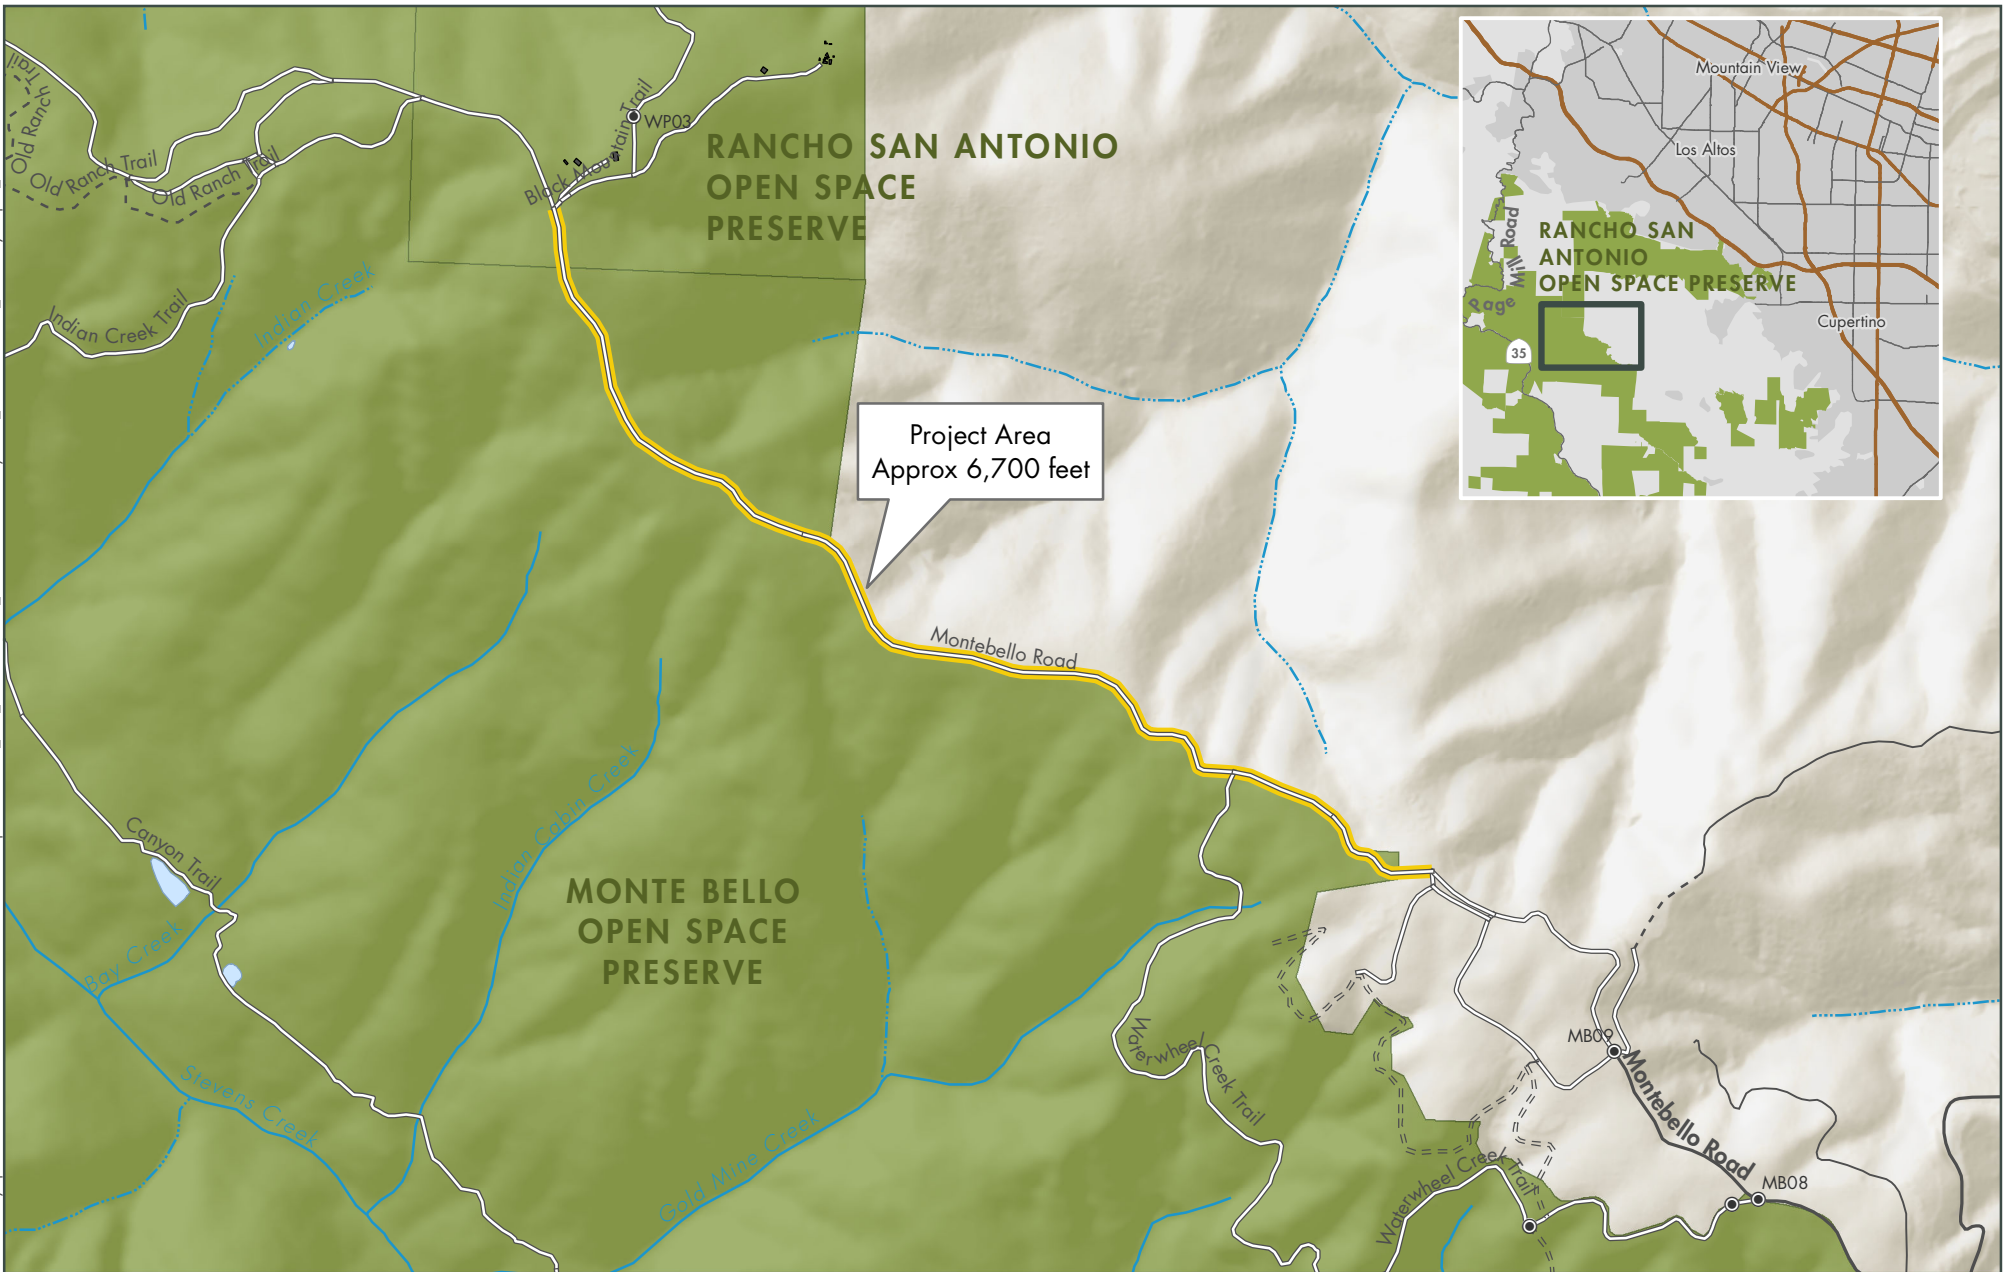 Trail
Old Ranch
Old Ranch Trail
Old Ranch Trail
Black Mountain Trail
WP03
RANCHO SAN ANTONIO
OPEN SPACE
PRESERVE
Indian Creek Trail
Indian Creek
Project Area
Approx 6,700 feet
Montebello Road
Canyon Trail
Bay Creek
Indian Cabin Creek
MONTE BELLO
OPEN SPACE
PRESERVE
Stevens Creek
Gold Mine Creek
Waterwheel Creek Trail
Waterwheel Creek Trail
MB09
Montebello Road
MB08
Mountain View
Los Altos
Page Mill Road
RANCHO SAN
ANTONIO
OPEN SPACE PRESERVE
Cupertino
35